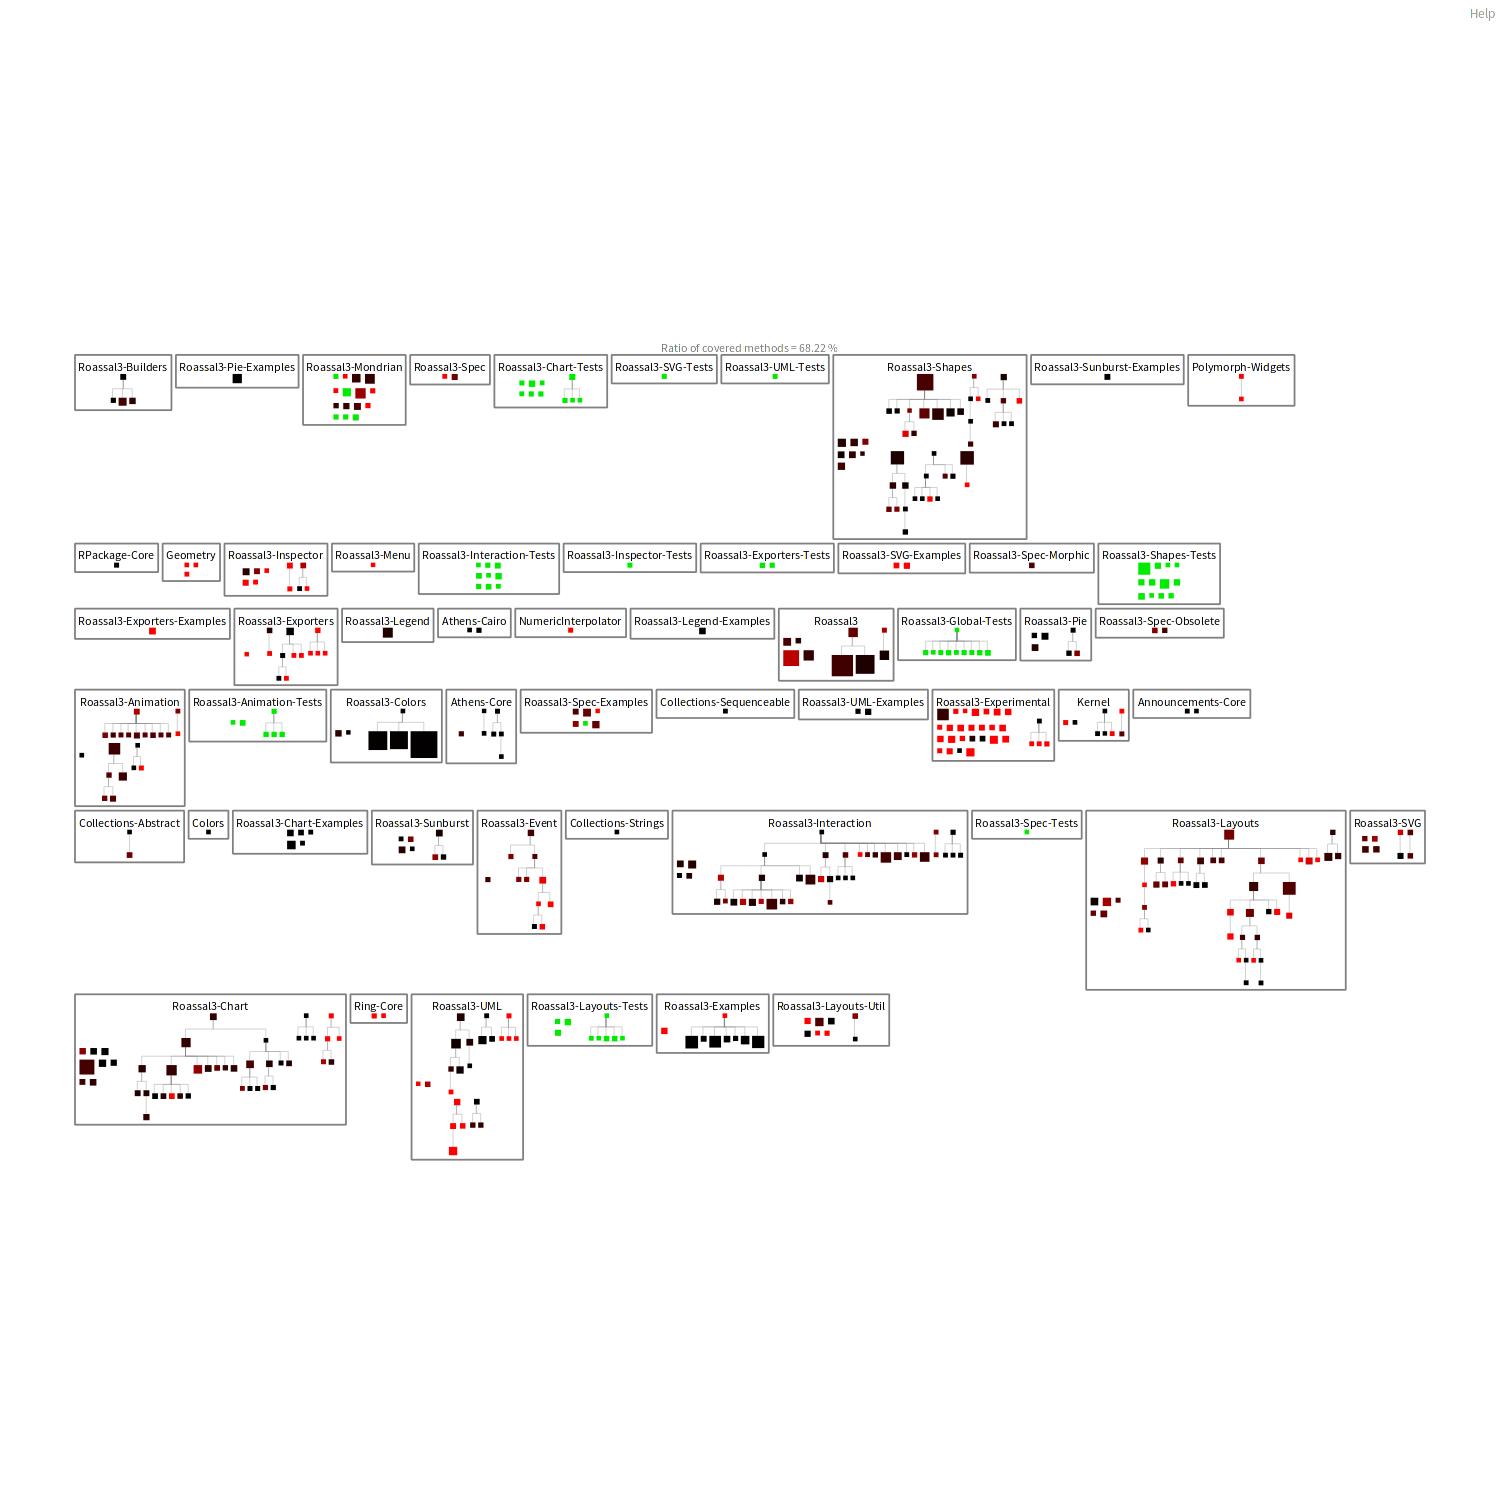 Help
Ratio of covered methods = 68.22 %
Roassal3-Builders
Roassal3-Pie-Examples
Roassal3-Mondrian
Roassal3-Spec
Roassal3-Chart-Tests
Roassal3-SVG-Tests
Roassal3-UML-Tests
Roassal3-Shapes
Roassal3-Sunburst-Examples
Polymorph-Widgets
RPackage-Core
Geometry
Roassal3-Inspector
Roassal3-Menu
Roassal3-Interaction-Tests
Roassal3-Inspector-Tests
Roassal3-Exporters-Tests
Roassal3-SVG-Examples
Roassal3-Spec-Morphic
Roassal3-Shapes-Tests
Roassal3-Exporters-Examples
Roassal3-Exporters
Roassal3-Legend
Athens-Cairo
NumericInterpolator
Roassal3-Legend-Examples
Roassal3
Roassal3-Global-Tests
Roassal3-Pie
Roassal3-Spec-Obsolete
Roassal3-Animation
Roassal3-Animation-Tests
Roassal3-Colors
Athens-Core
Roassal3-Spec-Examples
Collections-Sequenceable
Roassal3-UML-Examples
Roassal3-Experimental
Kernel
Announcements-Core
Collections-Abstract
Colors
Roassal3-Chart-Examples
Roassal3-Sunburst
Roassal3-Event
Collections-Strings
Roassal3-Interaction
Roassal3-Spec-Tests
Roassal3-Layouts
Roassal3-SVG
Roassal3-Chart
Ring-Core
Roassal3-UML
Roassal3-Layouts-Tests
Roassal3-Examples
Roassal3-Layouts-Util